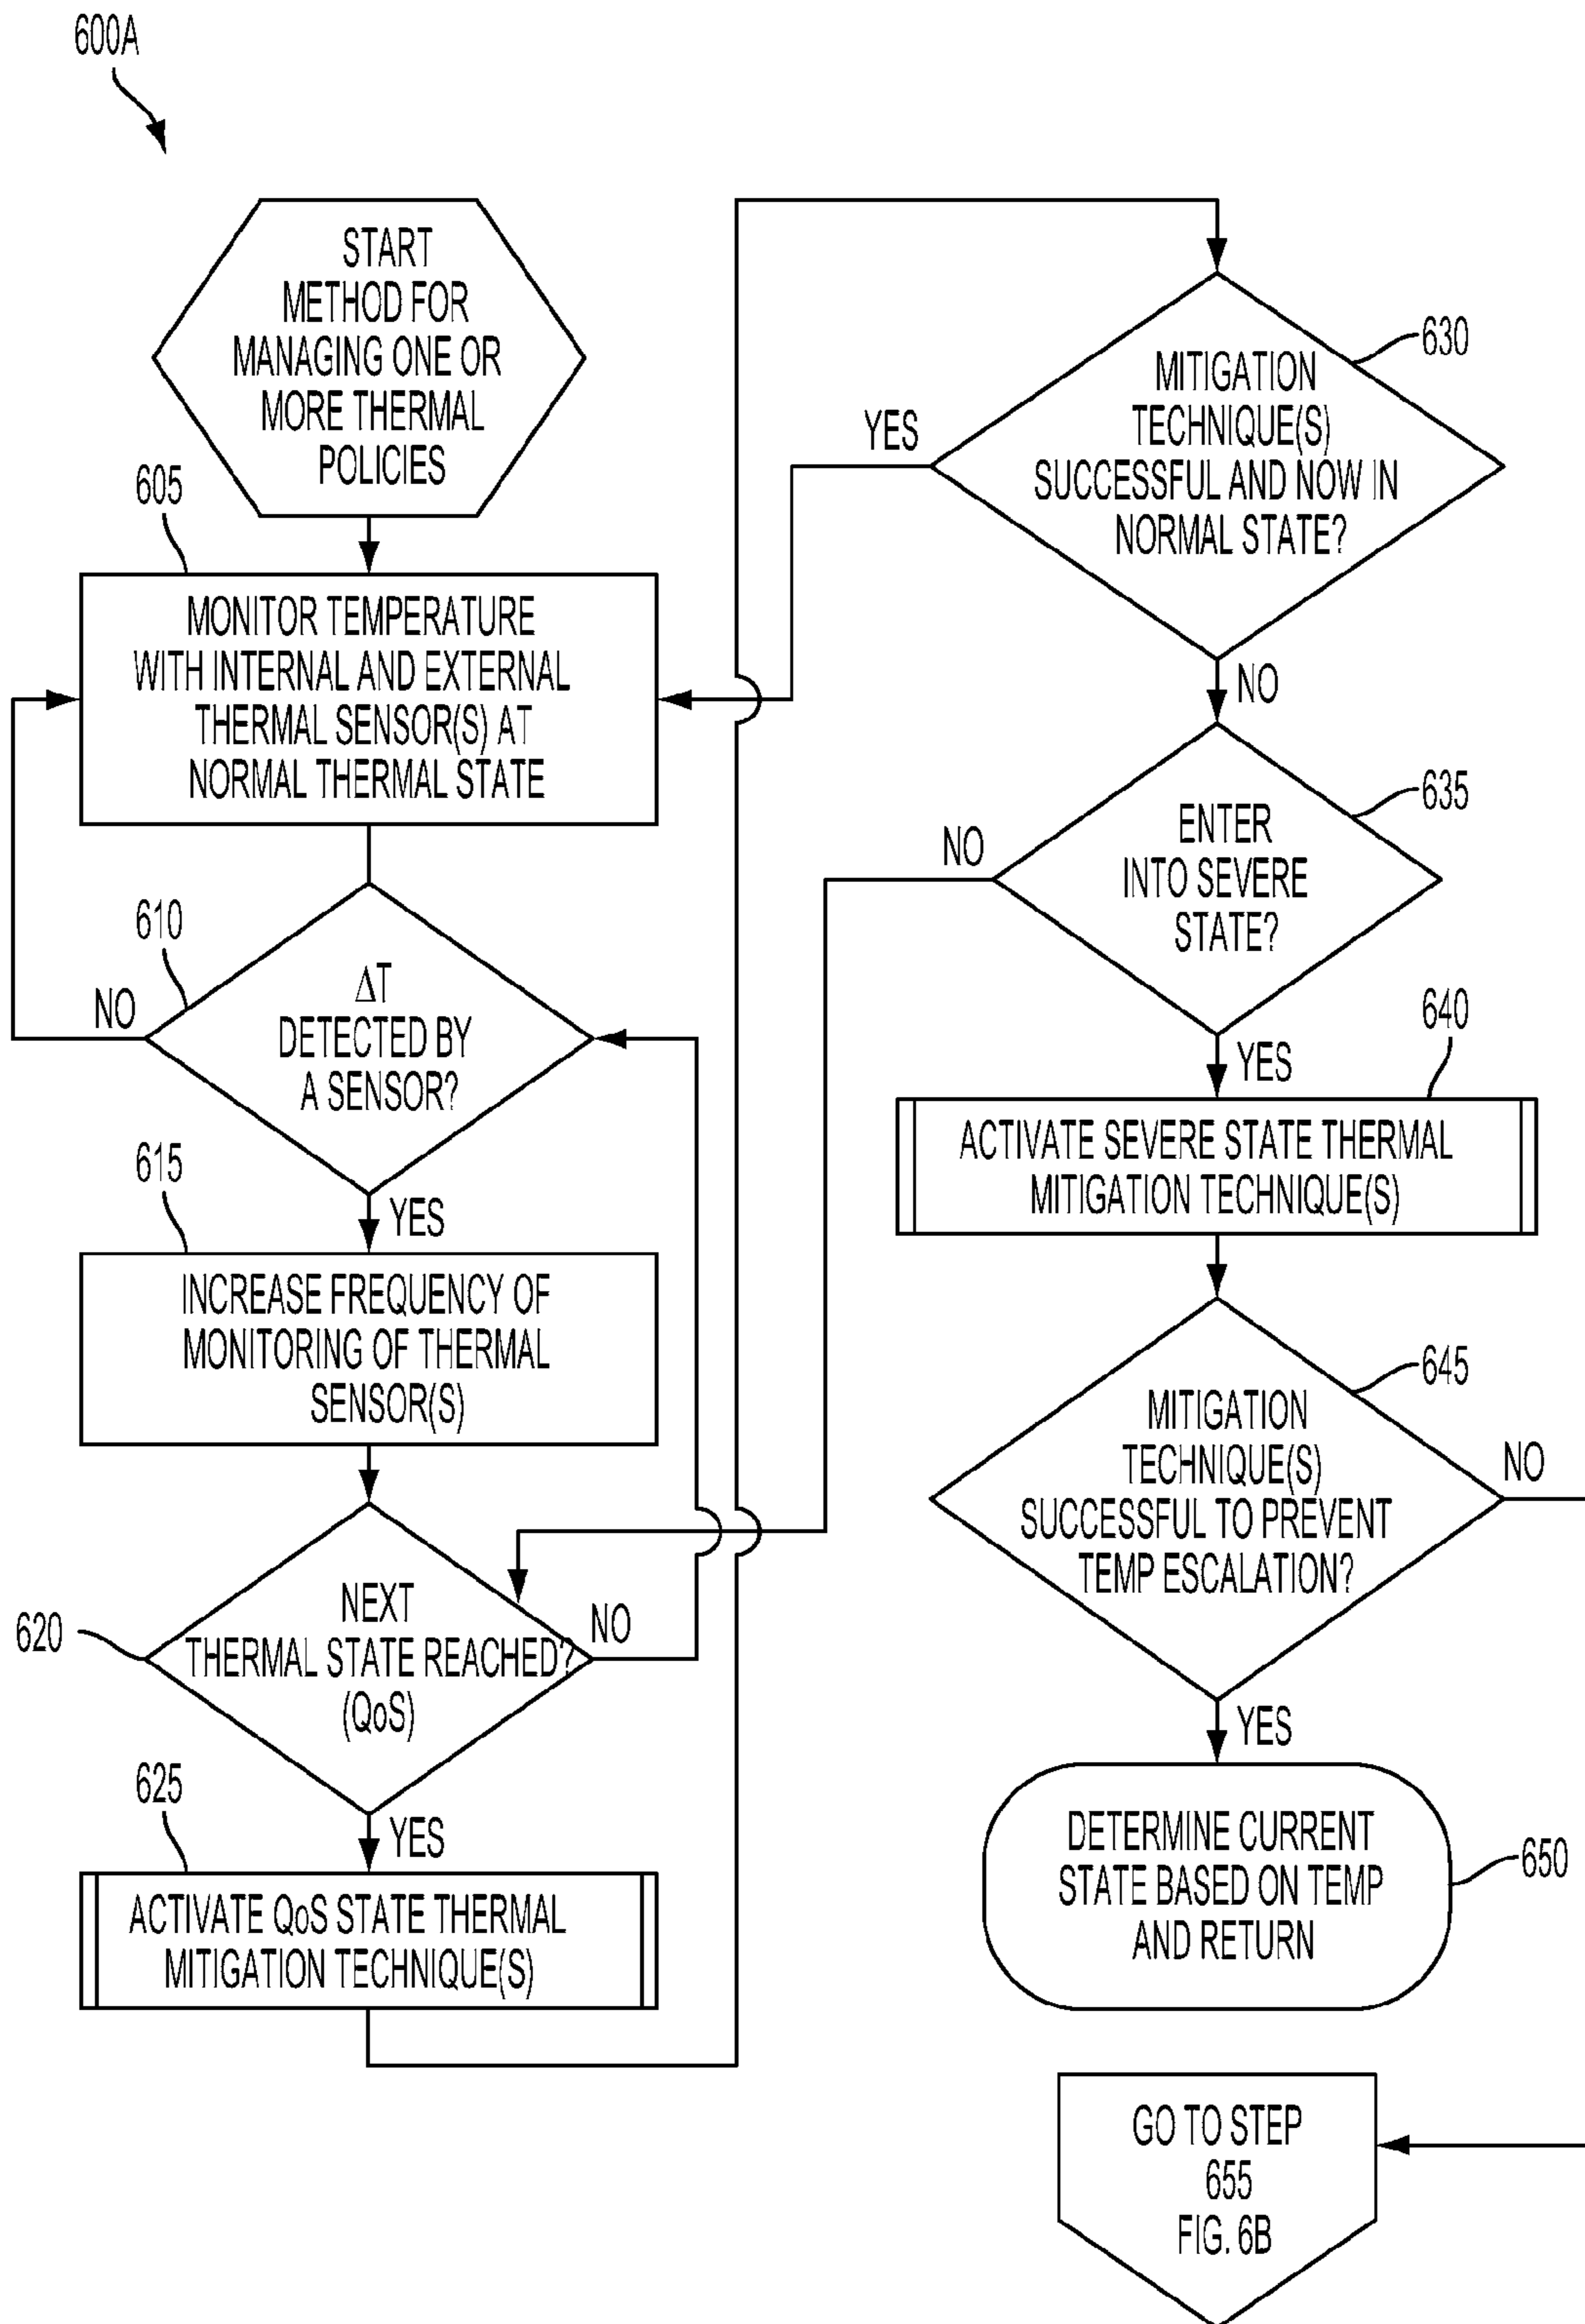 600A
START
METHOD FOR
MANAGING ONE OR
MORE THERMAL
POLICIES
605
MONITOR TEMPERATURE
WITH INTERNAL AND EXTERNAL
THERMAL SENSOR(S) AT
NORMAL THERMAL STATE
610
NO
ΔT
DETECTED BY
A SENSOR?
YES
615
INCREASE FREQUENCY OF
MONITORING OF THERMAL
SENSOR(S)
620
NEXT
THERMAL STATE REACHED?
(QoS)
NO
YES
625
ACTIVATE QoS STATE THERMAL
MITIGATION TECHNIQUE(S)
630
MITIGATION
TECHNIQUE(S)
SUCCESSFUL AND NOW IN
NORMAL STATE?
YES
NO
635
ENTER
INTO SEVERE
STATE?
NO
YES
640
ACTIVATE SEVERE STATE THERMAL
MITIGATION TECHNIQUE(S)
645
MITIGATION
TECHNIQUE(S)
SUCCESSFUL TO PREVENT
TEMP ESCALATION?
NO
YES
DETERMINE CURRENT
STATE BASED ON TEMP
AND RETURN
650
GO TO STEP
655
FIG. 6B